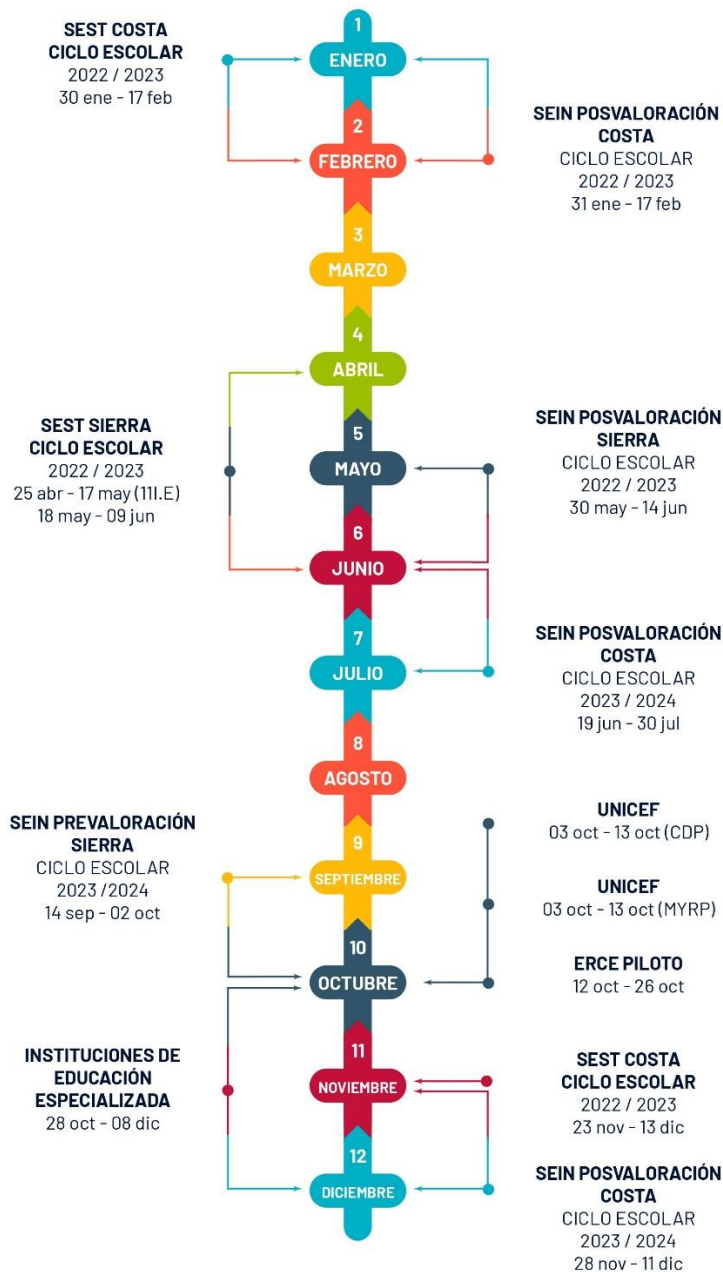 SEST COSTA
CICLO ESCOLAR
2022 / 2023
30 ene - 17 feb
1
ENERO
2
FEBRERO
SEIN POSVALORACIÓN
COSTA
CICLO ESCOLAR
2022 / 2023
31 ene - 17 feb
3
MARZO
4
ABRIL
SEST SIERRA
CICLO ESCOLAR
2022 / 2023
25 abr - 17 may (11I.E)
18 may - 09 jun
5
MAYO
SEIN POSVALORACIÓN
SIERRA
CICLO ESCOLAR
2022 / 2023
30 may - 14 jun
6
JUNIO
7
JULIO
SEIN POSVALORACIÓN
COSTA
CICLO ESCOLAR
2023 / 2024
19 jun - 30 jul
8
AGOSTO
SEIN PREVALORACIÓN
SIERRA
CICLO ESCOLAR
2023 /2024
14 sep - 02 oct
9
SEPTIEMBRE
UNICEF
03 oct - 13 oct (CDP)
UNICEF
03 oct - 13 oct (MYRP)
10
OCTUBRE
ERCE PILOTO
12 oct - 26 oct
INSTITUCIONES DE
EDUCACIÓN
ESPECIALIZADA
28 oct - 08 dic
11
NOVIEMBRE
SEST COSTA
CICLO ESCOLAR
2022 / 2023
23 nov - 13 dic
12
DICIEMBRE
SEIN POSVALORACIÓN
COSTA
CICLO ESCOLAR
2023 / 2024
28 nov - 11 dic